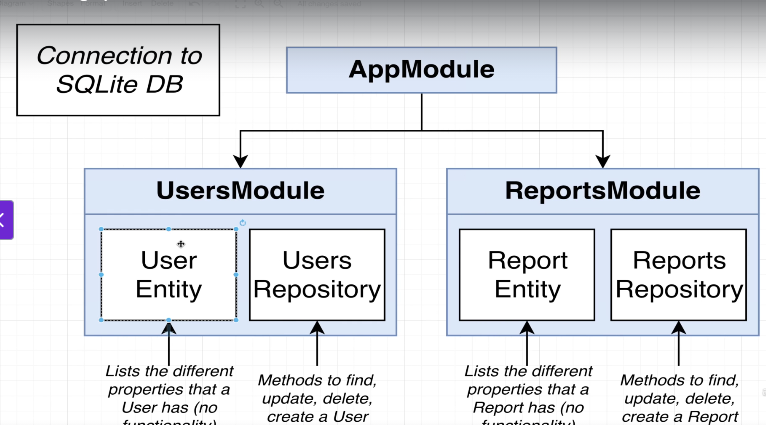 Connection to
SQLite DB
AppModule
UsersModule
ReportsModule
User
Entity
Users
Repository
Report
Entity
Reports
Repository
Lists the different
properties that a
User has (no
functionality)
Methods to find,
update, delete,
create a User
Lists the different
properties that a
Report has (no
functionality)
Methods to find,
update, delete,
create a Report